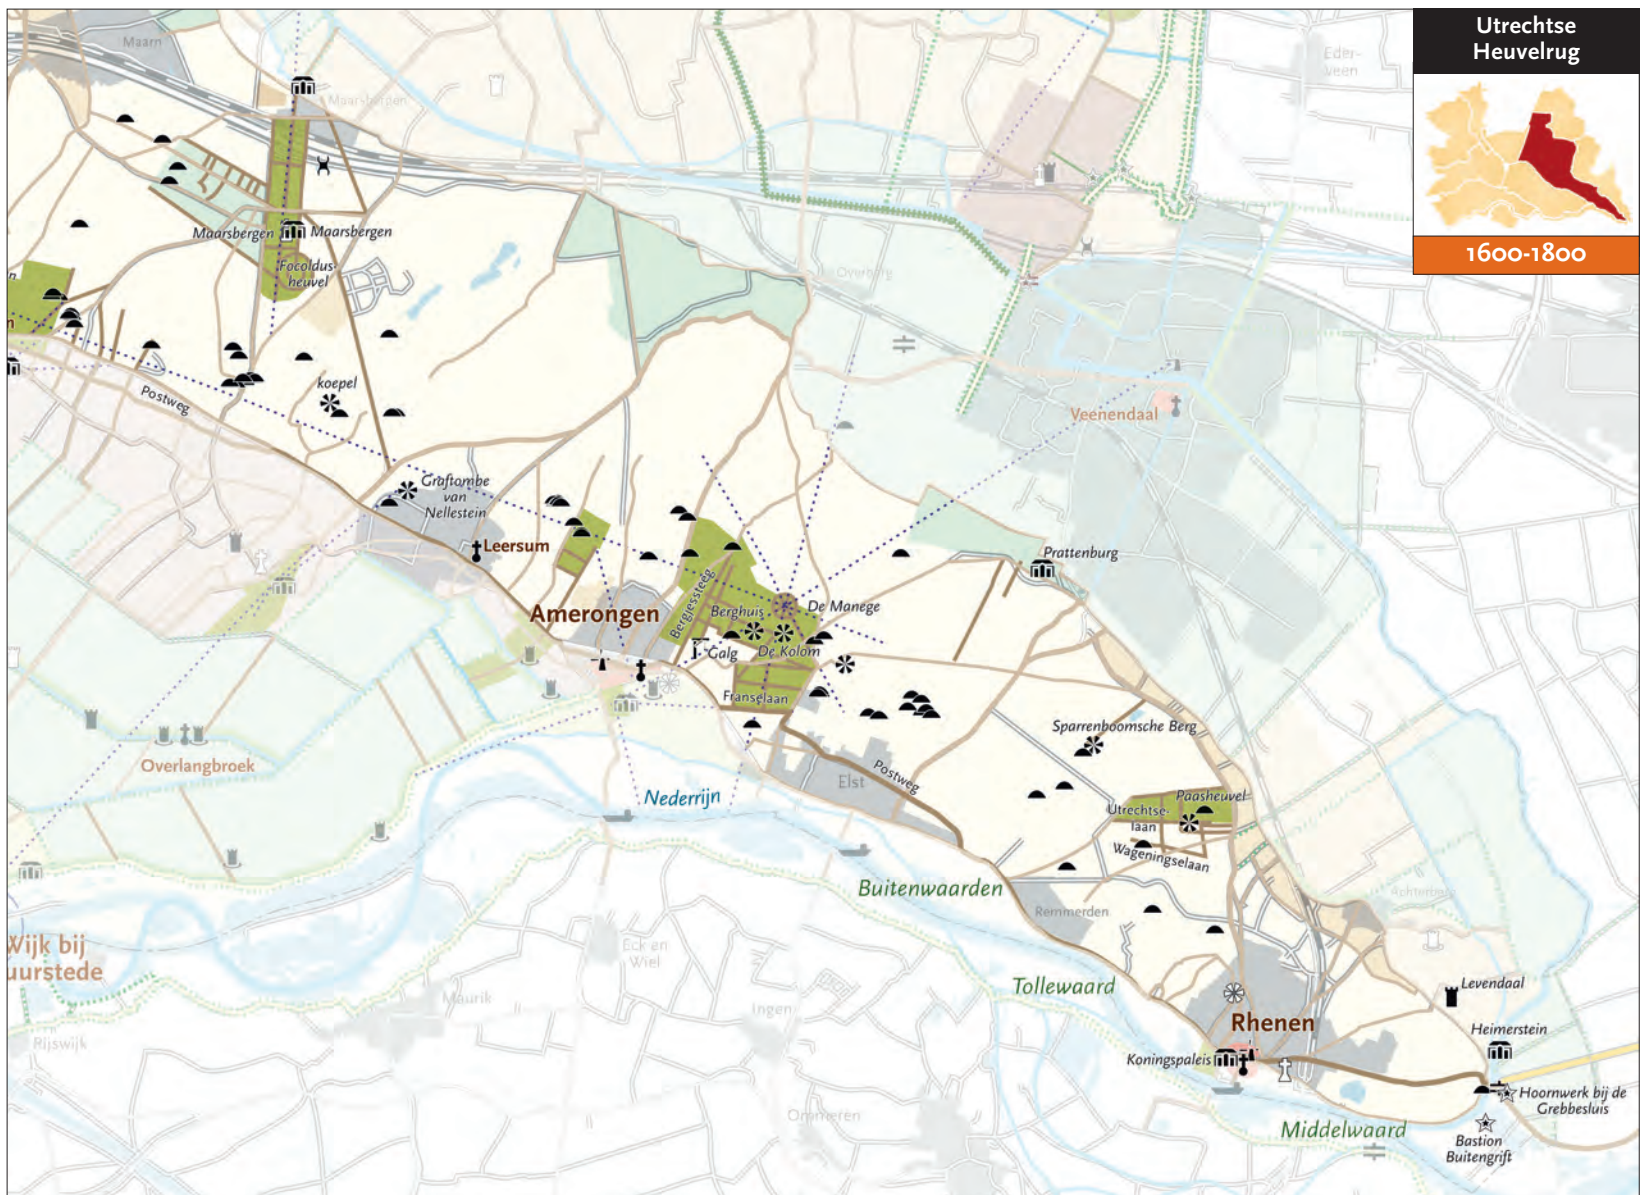 Utrechtse
Heuvelrug
1600-1800
Maarn
Maarsbergen
Eder-
veen
Maarsbergen
Maarsbergen
Focoldus-
heuvel
n
n
Overberg
koepel
Postweg
Veenendaal
Graftombe
van
Nellestein
Leersum
Prattenburg
Amerongen
Bergjessteeg
Berghuis
De Manege
Galg
De Kolom
Franselaan
Sparrenboomsche Berg
Overlangbroek
Elst
Postweg
Nederrijn
Paasheuvel
Utrechtse-
laan
Wageningselaan
Buitenwaarden
Remmerden
Achterberg
Wijk bij
uurstede
Eck en
Wiel
Tollewaard
Levendaal
Maurik
Ingen
Rhenen
Heimerstein
Rijswijk
Koningspaleis
Hoornwerk bij de
Grebbesluis
Ommeren
Middelwaard
Bastion
Buitengrift